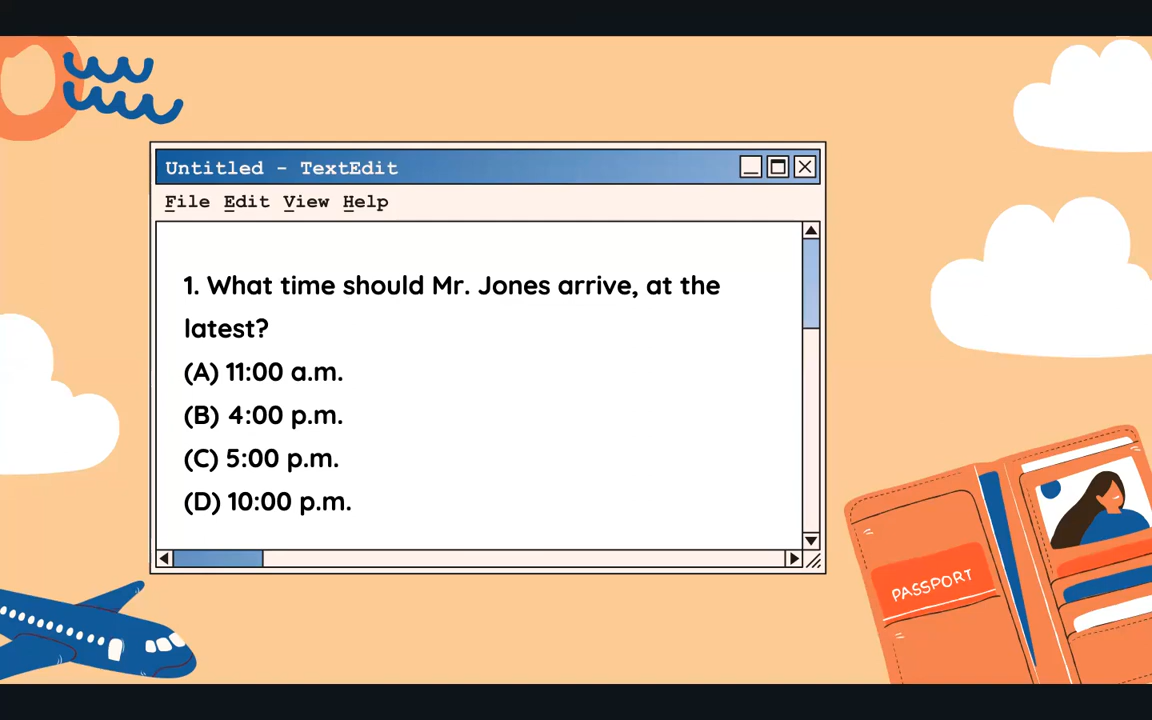 Untitled - TextEdit
File Edit View Help
1. What time should Mr. Jones arrive, at the
latest?
(A) 11:00 a.m.
(B) 4:00 p.m.
(C) 5:00 p.m.
(D) 10:00 p.m.
PASSPORT